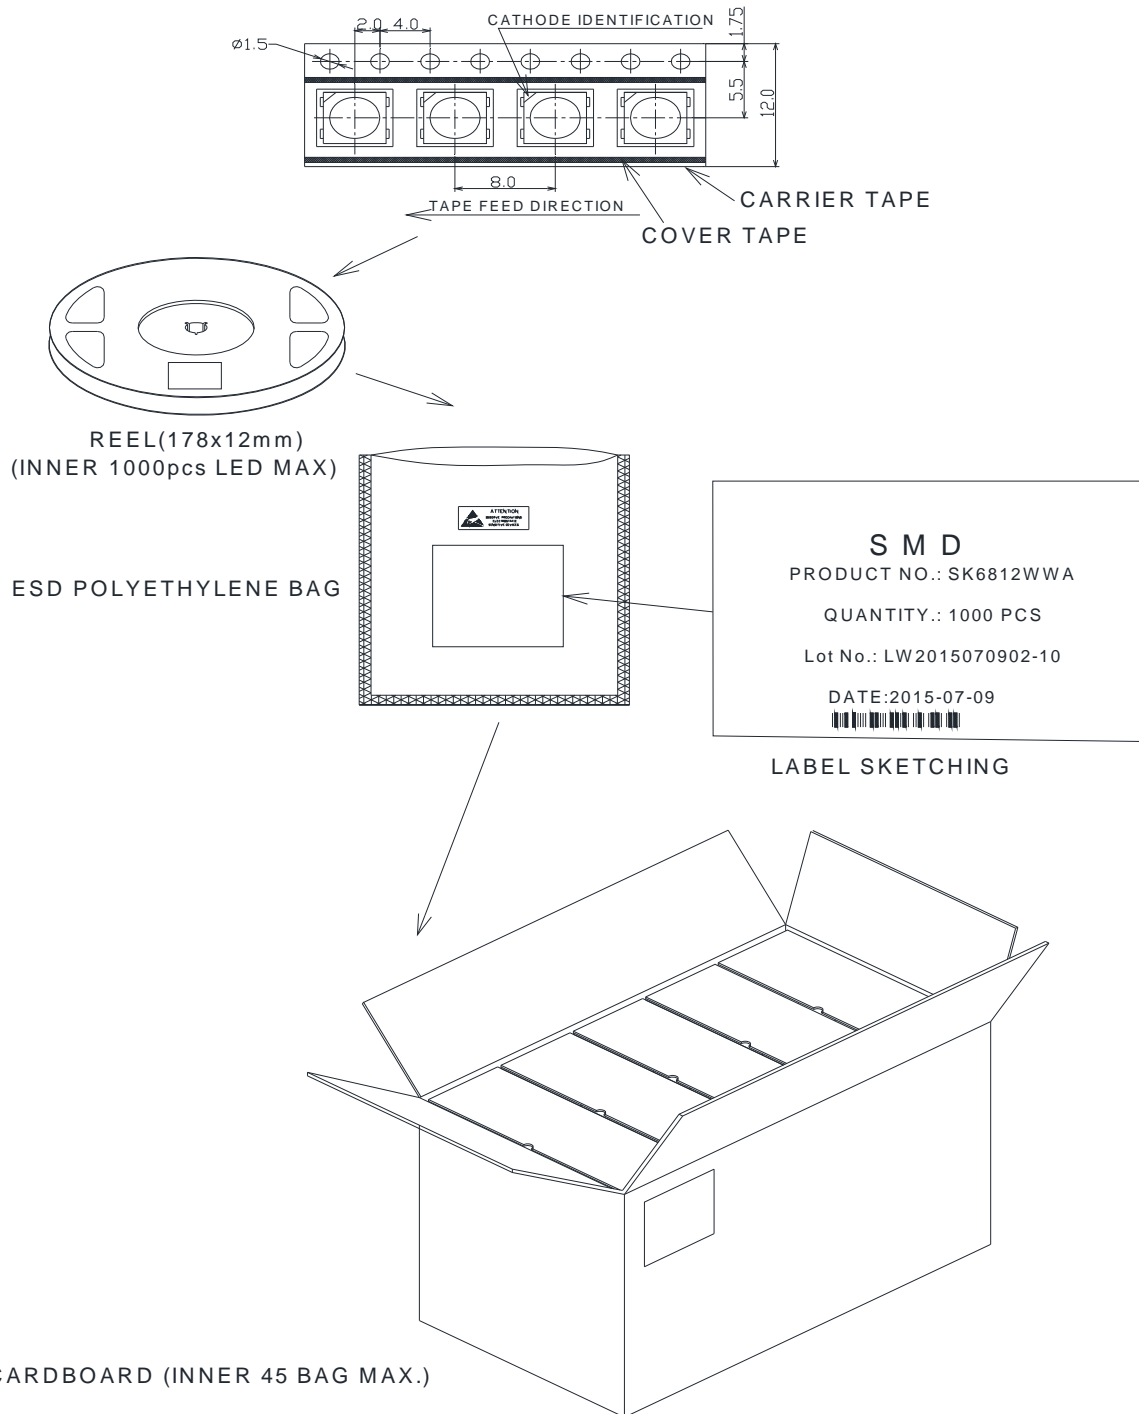 CATHODE IDENTIFICATION
2.0
4.0
1.75
Ø1.5
5.5
12.0
8.0
TAPE FEED DIRECTION
CARRIER TAPE
COVER TAPE
REEL(178x12mm)
(INNER 1000pcs LED MAX)
ATTENTION
ESD POLYETHYLENE BAG
SMD
PRODUCT NO.: SK6812WWA
QUANTITY.: 1000 PCS
Lot No.: LW2015070902-10
DATE:2015-07-09
LABEL SKETCHING
CARDBOARD (INNER 45 BAG MAX.)